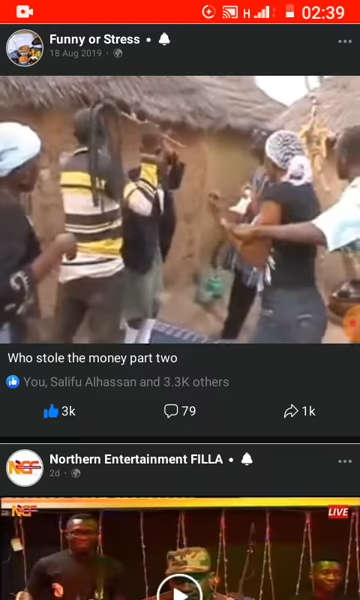 H 02:39
Funny or Stress •
18 Aug 2019 ·
Who stole the money part two
You, Salifu Alhassan and 3.3K others
3k 79 1k
Northern Entertainment FILLA •
2d ·
NEF LIVE